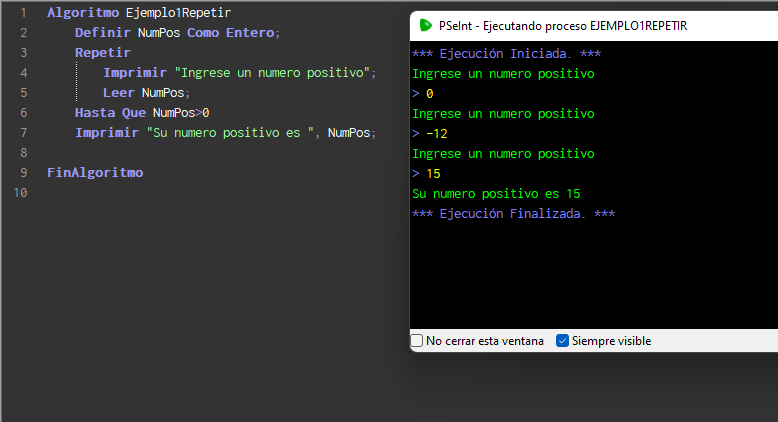 1 Algoritmo Ejemplo1Repetir
2 Definir NumPos Como Entero;
3 Repetir
4 Imprimir "Ingrese un numero positivo";
5 Leer NumPos;
6 Hasta Que NumPos>0
7 Imprimir "Su numero positivo es ", NumPos;
8
9 FinAlgoritmo
10
PSeInt - Ejecutando proceso EJEMPLO1REPETIR
*** Ejecución Iniciada. ***
Ingrese un numero positivo
> 0
Ingrese un numero positivo
> -12
Ingrese un numero positivo
> 15
Su numero positivo es 15
*** Ejecución Finalizada. ***
No cerrar esta ventana Siempre visible